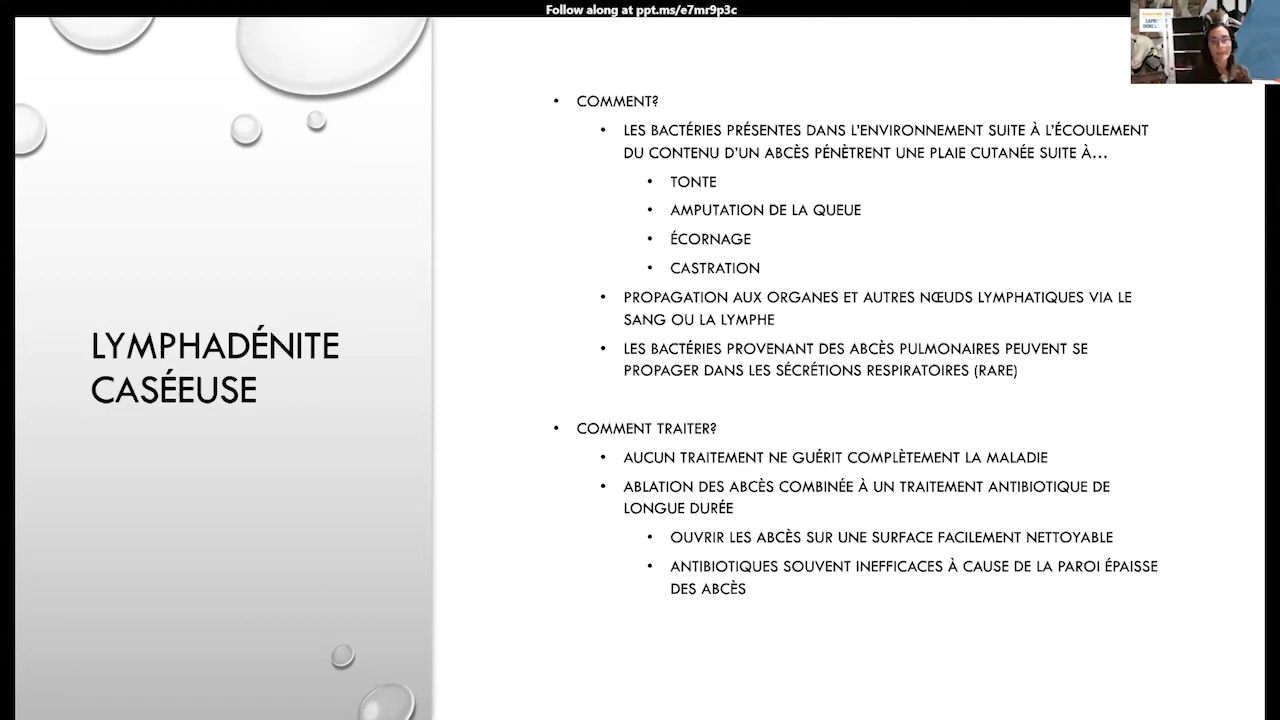 Follow along at ppt.ms/e7mr9p3c
LYMPHADÉNITE
CASÉEUSE
• COMMENT?
• LES BACTÉRIES PRÉSENTES DANS L'ENVIRONNEMENT SUITE À L'ÉCOULEMENT
DU CONTENU D'UN ABCÈS PÉNÈTRENT UNE PLAIE CUTANÉE SUITE À…
• TONTE
• AMPUTATION DE LA QUEUE
• ÉCORNAGE
• CASTRATION
• PROPAGATION AUX ORGANES ET AUTRES NŒUDS LYMPHATIQUES VIA LE
SANG OU LA LYMPHE
• LES BACTÉRIES PROVENANT DES ABCÈS PULMONAIRES PEUVENT SE
PROPAGER DANS LES SÉCRÉTIONS RESPIRATOIRES (RARE)
• COMMENT TRAITER?
• AUCUN TRAITEMENT NE GUÉRIT COMPLÈTEMENT LA MALADIE
• ABLATION DES ABCÈS COMBINÉE À UN TRAITEMENT ANTIBIOTIQUE DE
LONGUE DURÉE
• OUVRIR LES ABCÈS SUR UNE SURFACE FACILEMENT NETTOYABLE
• ANTIBIOTIQUES SOUVENT INEFFICACES À CAUSE DE LA PAROI ÉPAISSE
DES ABCÈS